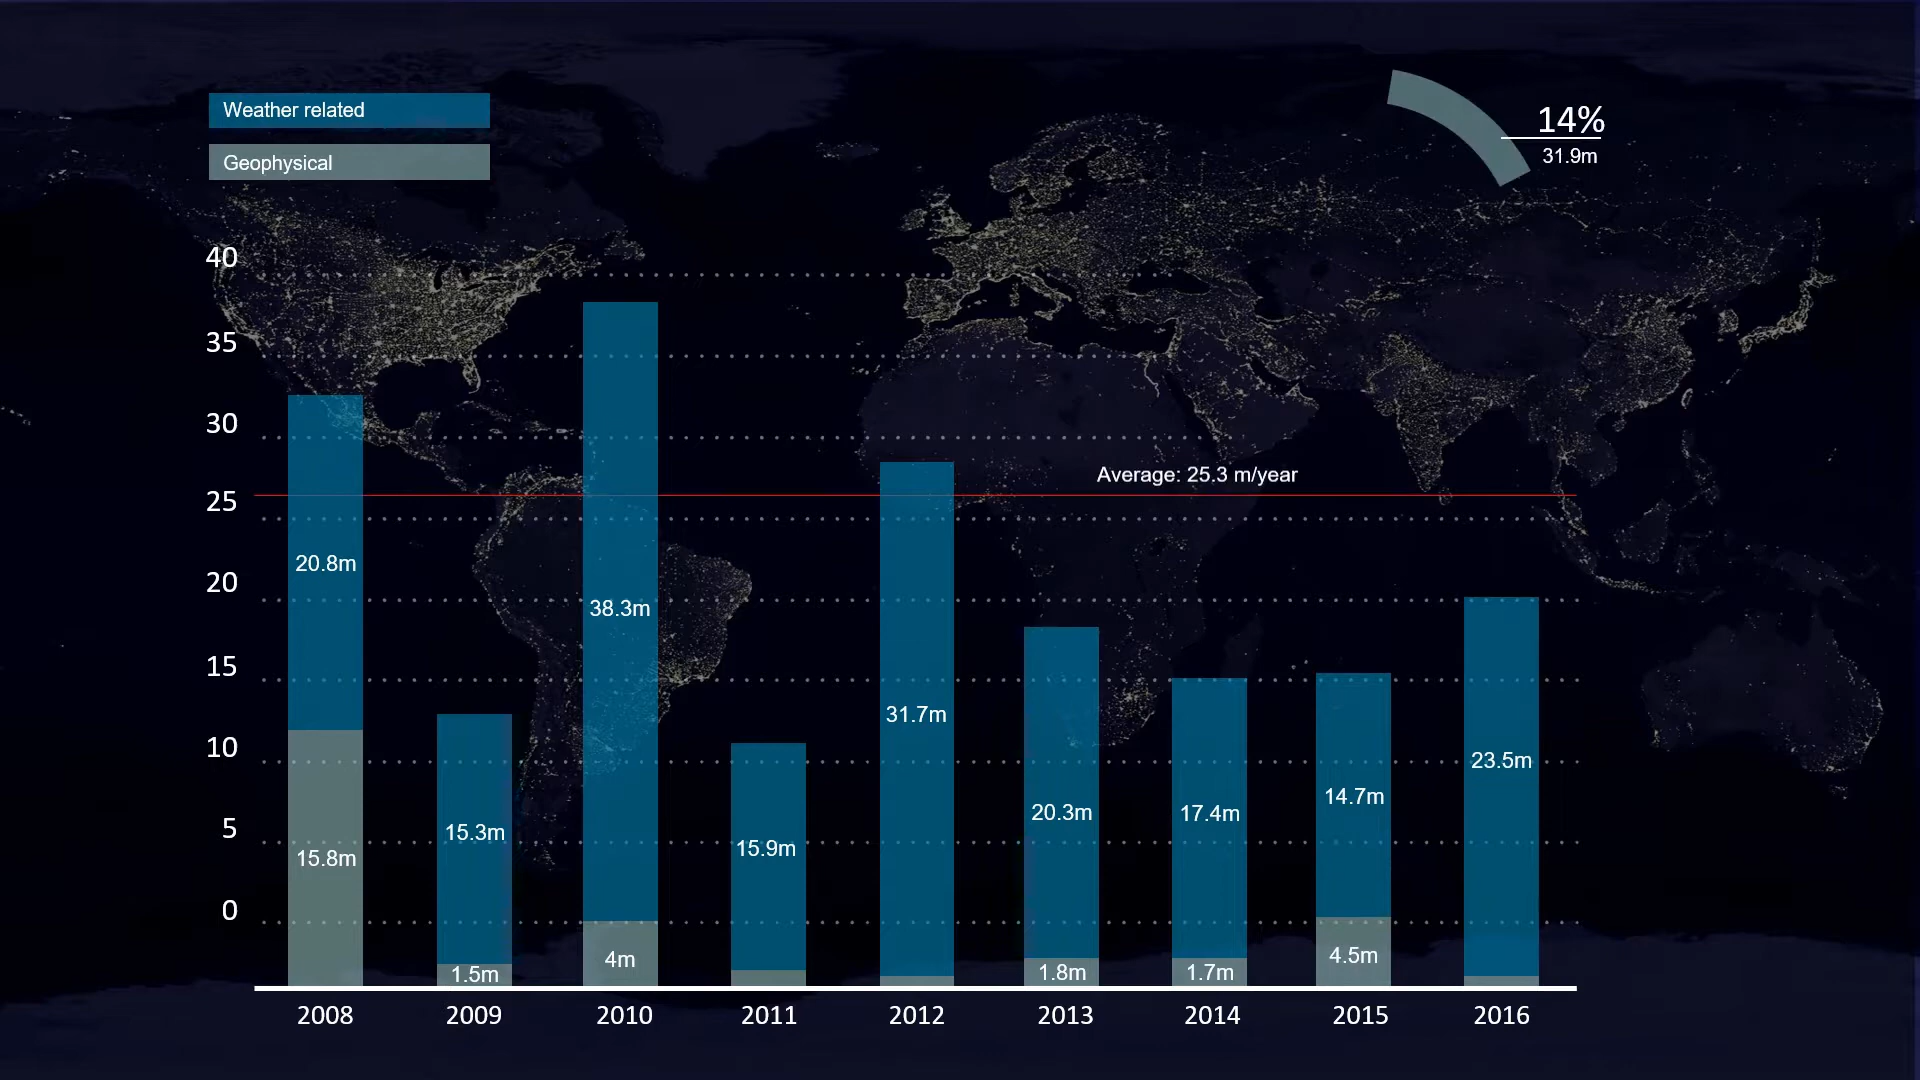 Weather related
Geophysical
14%
31.9m
40
35
30
25
20
15
10
5
0
Average: 25.3 m/year
20.8m
15.8m
15.3m
1.5m
38.3m
4m
15.9m
31.7m
20.3m
1.8m
17.4m
1.7m
14.7m
4.5m
23.5m
2008
2009
2010
2011
2012
2013
2014
2015
2016